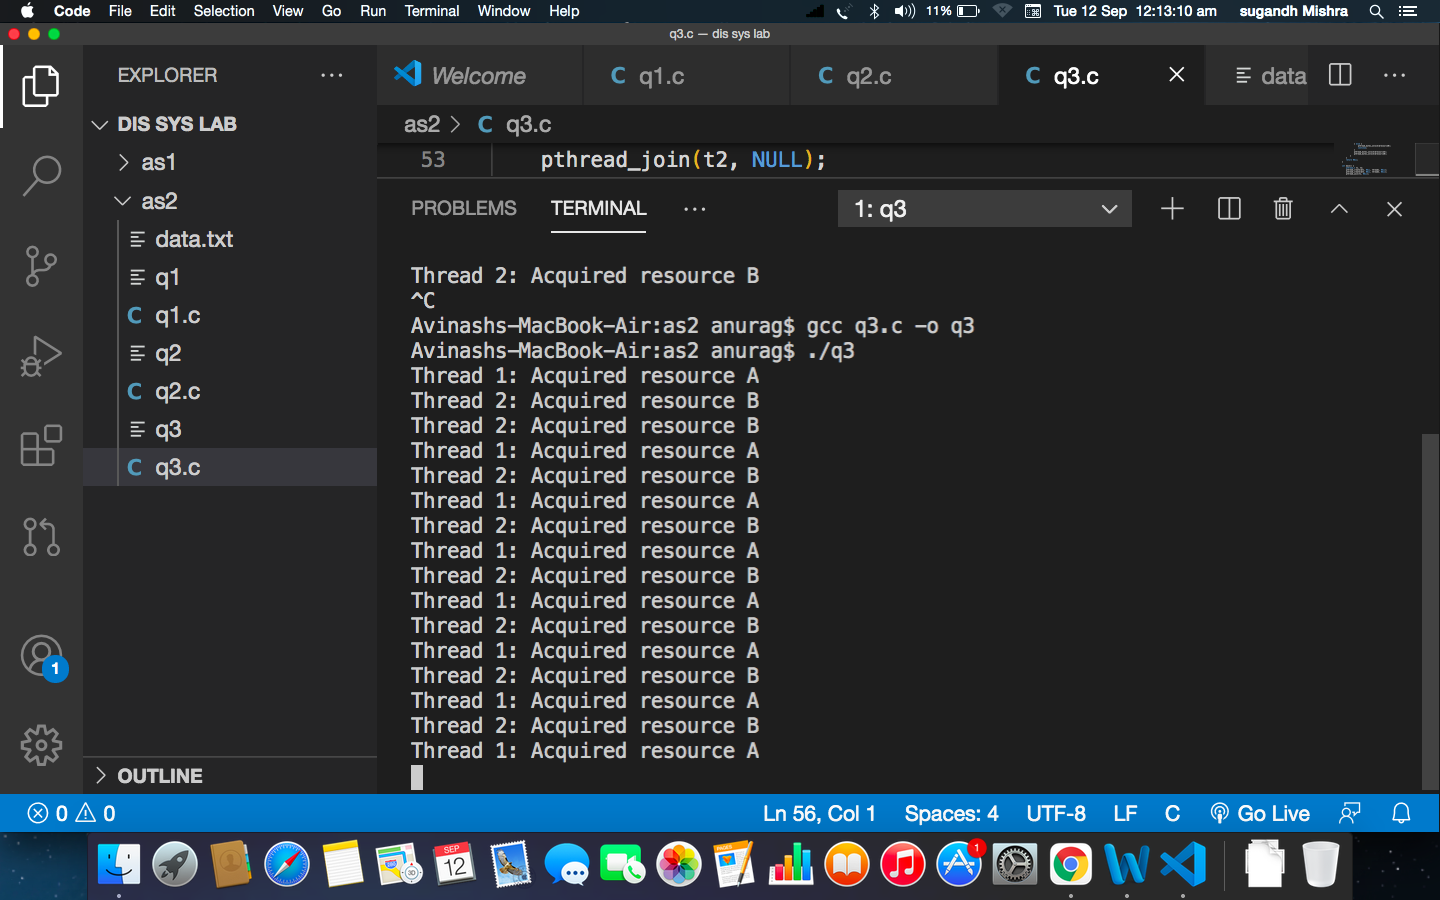 Code File Edit Selection View Go Run Terminal Window Help 11% Tue 12 Sep 12:13:10 am sugandh Mishra
q3.c — dis sys lab
EXPLORER
Welcome
q1.c
q2.c
q3.c
data
DIS SYS LAB
as1
as2
data.txt
q1
q1.c
q2
q2.c
q3
q3.c
OUTLINE
as2 > q3.c
53 pthread_join(t2, NULL);
PROBLEMS TERMINAL 1: q3
Thread 2: Acquired resource B
^C
Avinashs-MacBook-Air:as2 anurag$ gcc q3.c -o q3
Avinashs-MacBook-Air:as2 anurag$ ./q3
Thread 1: Acquired resource A
Thread 2: Acquired resource B
Thread 2: Acquired resource B
Thread 1: Acquired resource A
Thread 2: Acquired resource B
Thread 1: Acquired resource A
Thread 2: Acquired resource B
Thread 1: Acquired resource A
Thread 2: Acquired resource B
Thread 1: Acquired resource A
Thread 2: Acquired resource B
Thread 1: Acquired resource A
Thread 2: Acquired resource B
Thread 1: Acquired resource A
Thread 2: Acquired resource B
Thread 1: Acquired resource A
1
0 0 Ln 56, Col 1 Spaces: 4 UTF-8 LF C Go Live
SEP
12
PAGES
1